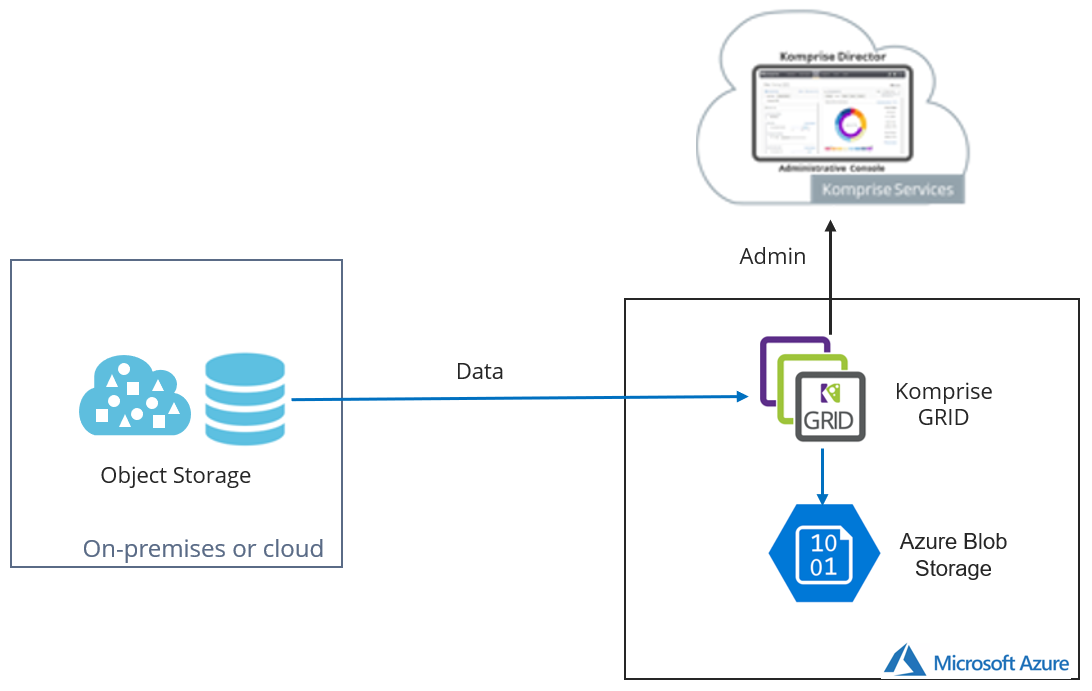 Komprise Director
Administrative Console
Komprise Services
Admin
Data
Komprise
GRID
GRID
Object Storage
On-premises or cloud
10
01
Azure Blob
Storage
Microsoft Azure